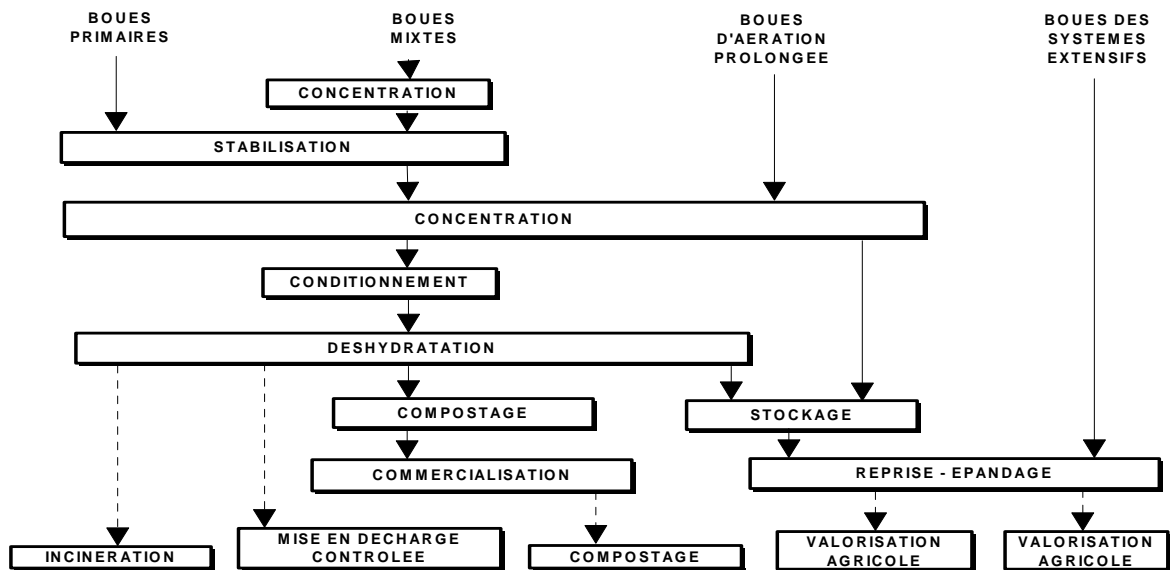 BOUES
PRIMAIRES
BOUES
MIXTES
BOUES
D'AERATION
PROLONGEE
BOUES DES
SYSTEMES
EXTENSIFS
CONCENTRATION
STABILISATION
CONCENTRATION
CONDITIONNEMENT
DESHYDRATATION
COMPOSTAGE
STOCKAGE
COMMERCIALISATION
REPRISE - EPANDAGE
INCINERATION
MISE EN DECHARGE
CONTROLEE
COMPOSTAGE
VALORISATION
AGRICOLE
VALORISATION
AGRICOLE